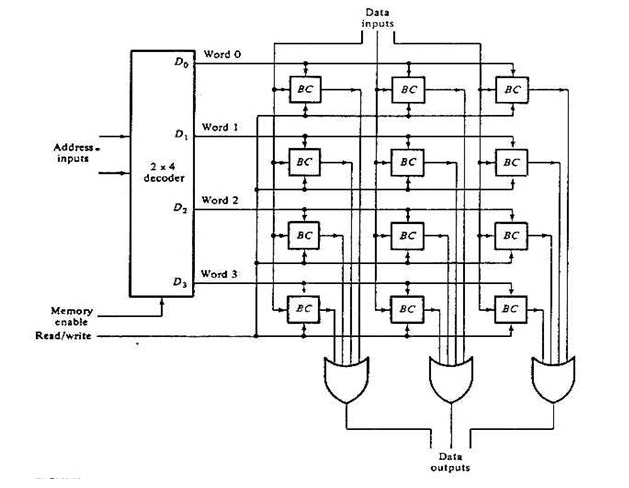 Data
inputs
D0
Word 0
BC BC BC
Address
inputs
D1
Word 1
2 x 4
decoder
BC BC BC
D2
Word 2
BC BC BC
D3
Word 3
Memory
enable
BC BC BC
Read/write
Data
outputs